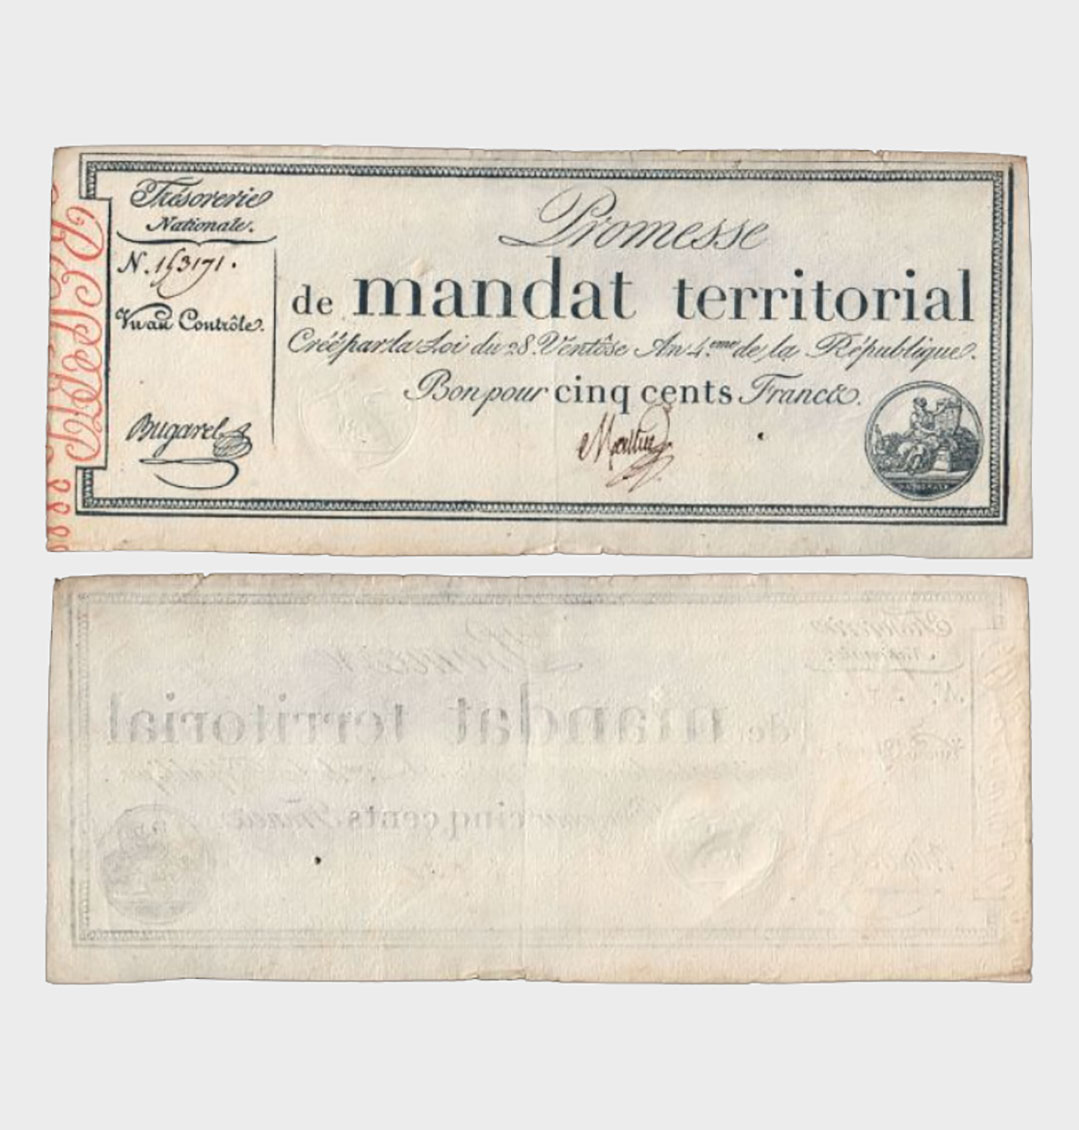 Trésorerie
Nationale.
N. 153171.
Vu au Contrôle.
Bugarel
Promesse
de mandat territorial
Créé par la Loi du 28 Ventôse An 4.eme de la République.
Bon pour cinq cents Francs.